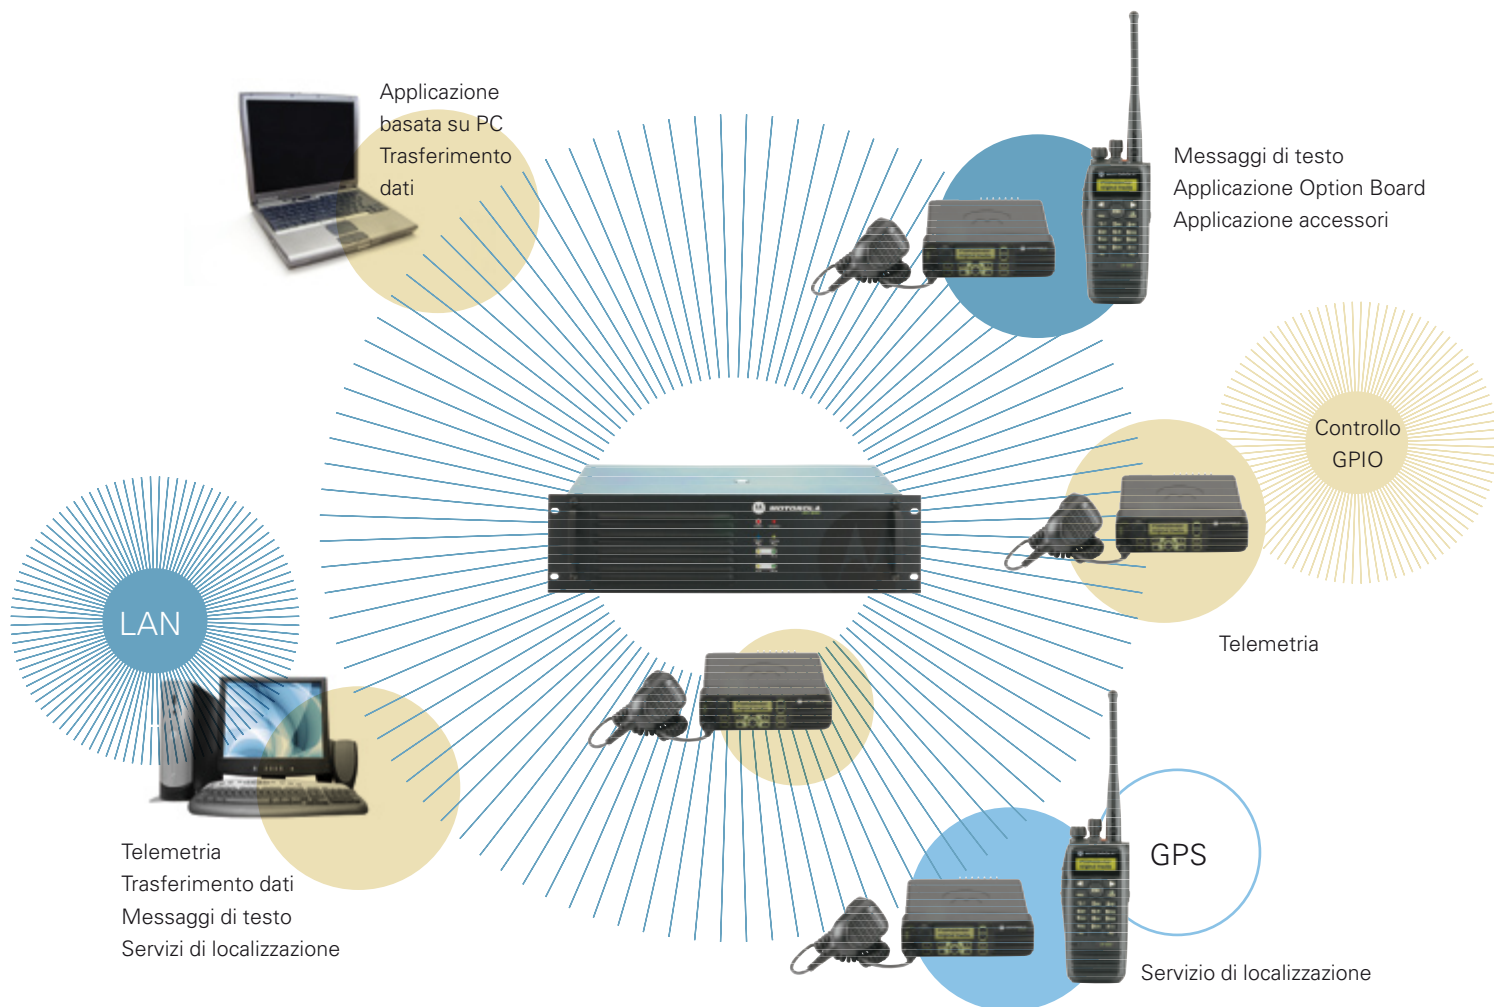 Applicazione
basata su PC
Trasferimento
dati
Messaggi di testo
Applicazione Option Board
Applicazione accessori
Controllo
GPIO
MOTOROLA
LAN
Telemetria
Telemetria
Trasferimento dati
Messaggi di testo
Servizi di localizzazione
GPS
Servizio di localizzazione